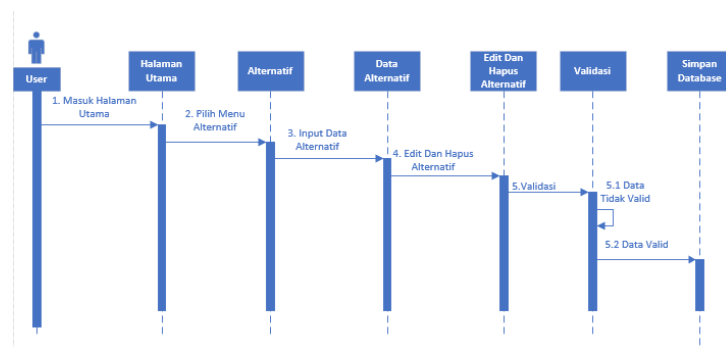 User
Halaman
Utama
Alternatif
Data
Alternatif
Edit Dan
Hapus
Alternatif
Validasi
Simpan
Database
1. Masuk Halaman
Utama
2. Pilih Menu
Alternatif
3. Input Data
Alternatif
4. Edit Dan Hapus
Alternatif
5.Validasi
5.1 Data
Tidak Valid
5.2 Data Valid